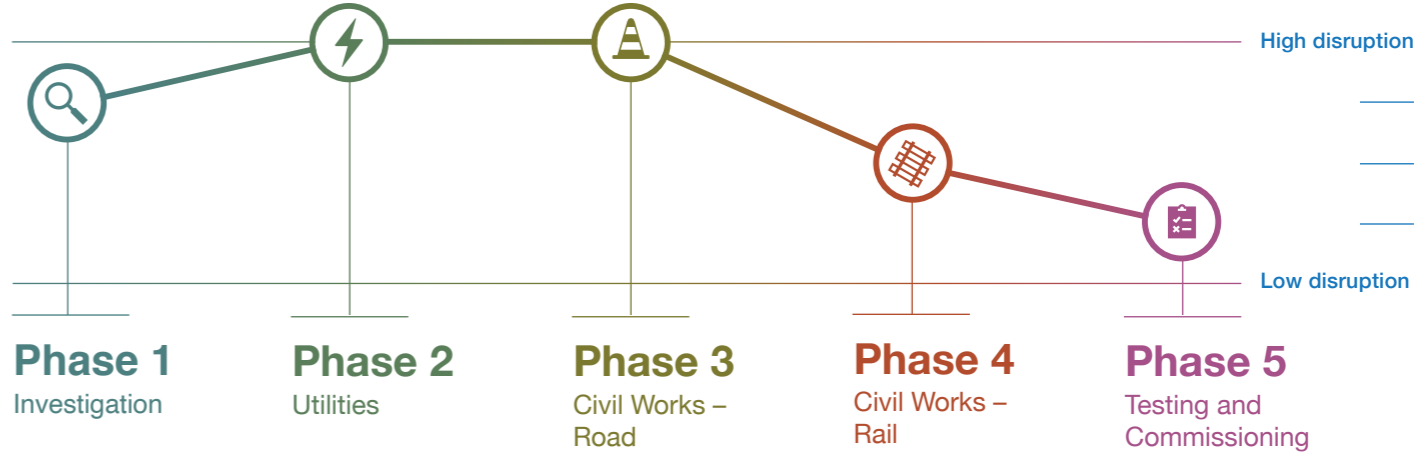 High disruption
Low disruption
Phase 1
Investigation
Phase 2
Utilities
Phase 3
Civil Works –
Road
Phase 4
Civil Works –
Rail
Phase 5
Testing and
Commissioning